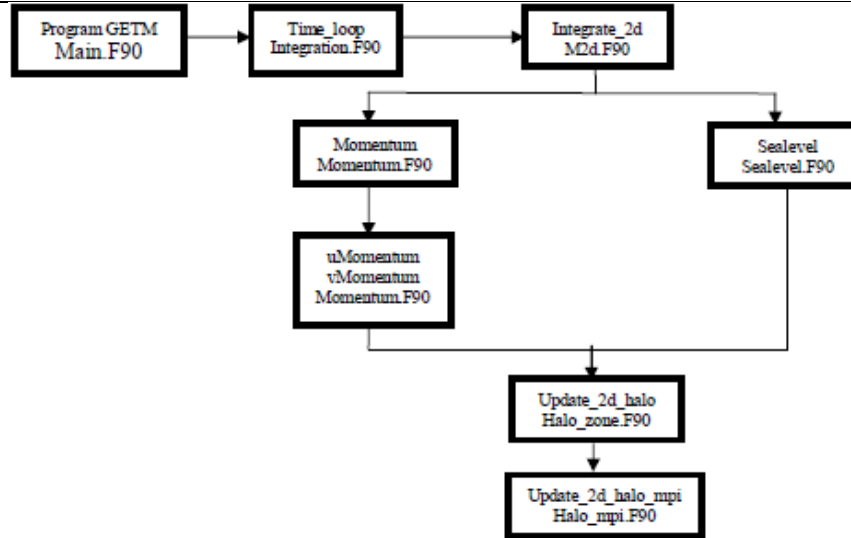 Program GETM
Main.F90
Time_loop
Integration.F90
Integrate_2d
M2d.F90
Momentum
Momentum.F90
Sealevel
Sealevel.F90
uMomentum
vMomentum
Momentum.F90
Update_2d_halo
Halo_zone.F90
Update_2d_halo_mpi
Halo_mpi.F90